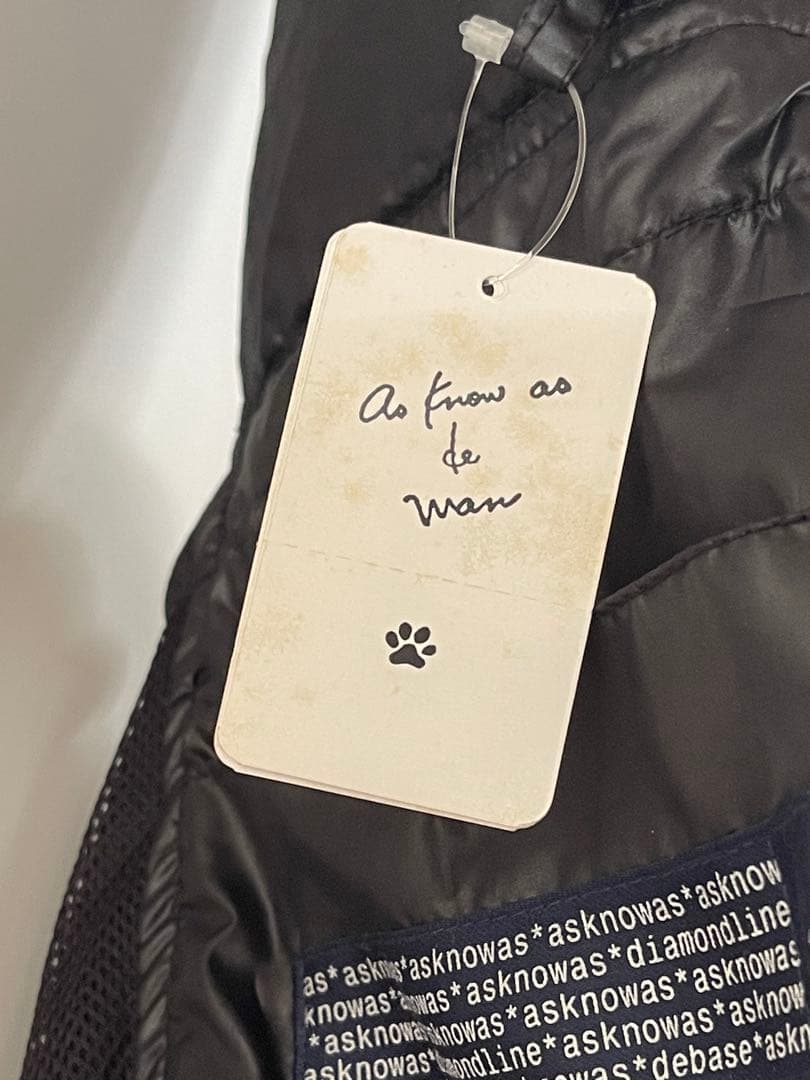 As know as
de
wan
as*asknowas*asknowas*asknowas*asknow
knowas*asknowas*asknowas*diamondline
*asknowas*asknowas*asknowas*asknowas
asknowas*diamondline*asknowas*asknow
owas*debase*askn